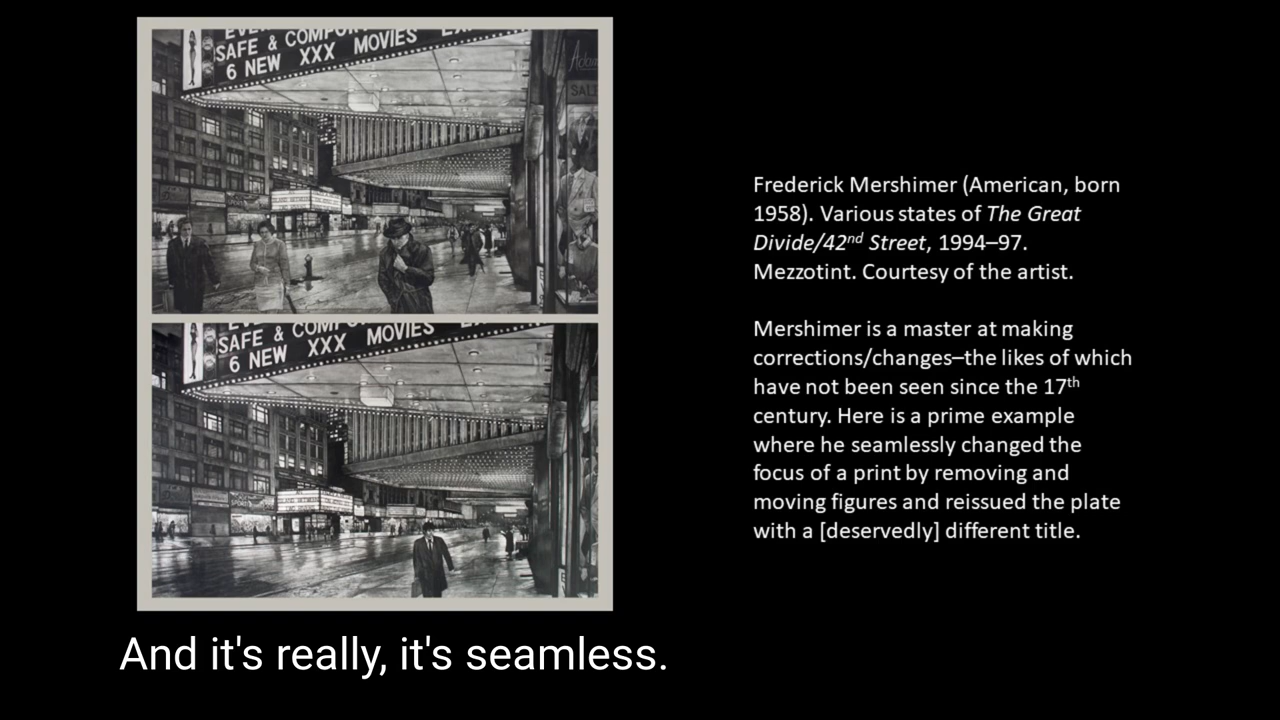 SAFE & COMFOR
6 NEW XXX MOVIES
SAFE & COMFO
6 NEW XXX MOVIES
Frederick Mershimer (American, born
1958). Various states of The Great
Divide/42nd Street, 1994–97.
Mezzotint. Courtesy of the artist.
Mershimer is a master at making
corrections/changes–the likes of which
have not been seen since the 17th
century. Here is a prime example
where he seamlessly changed the
focus of a print by removing and
moving figures and reissued the plate
with a [deservedly] different title.
And it's really, it's seamless.